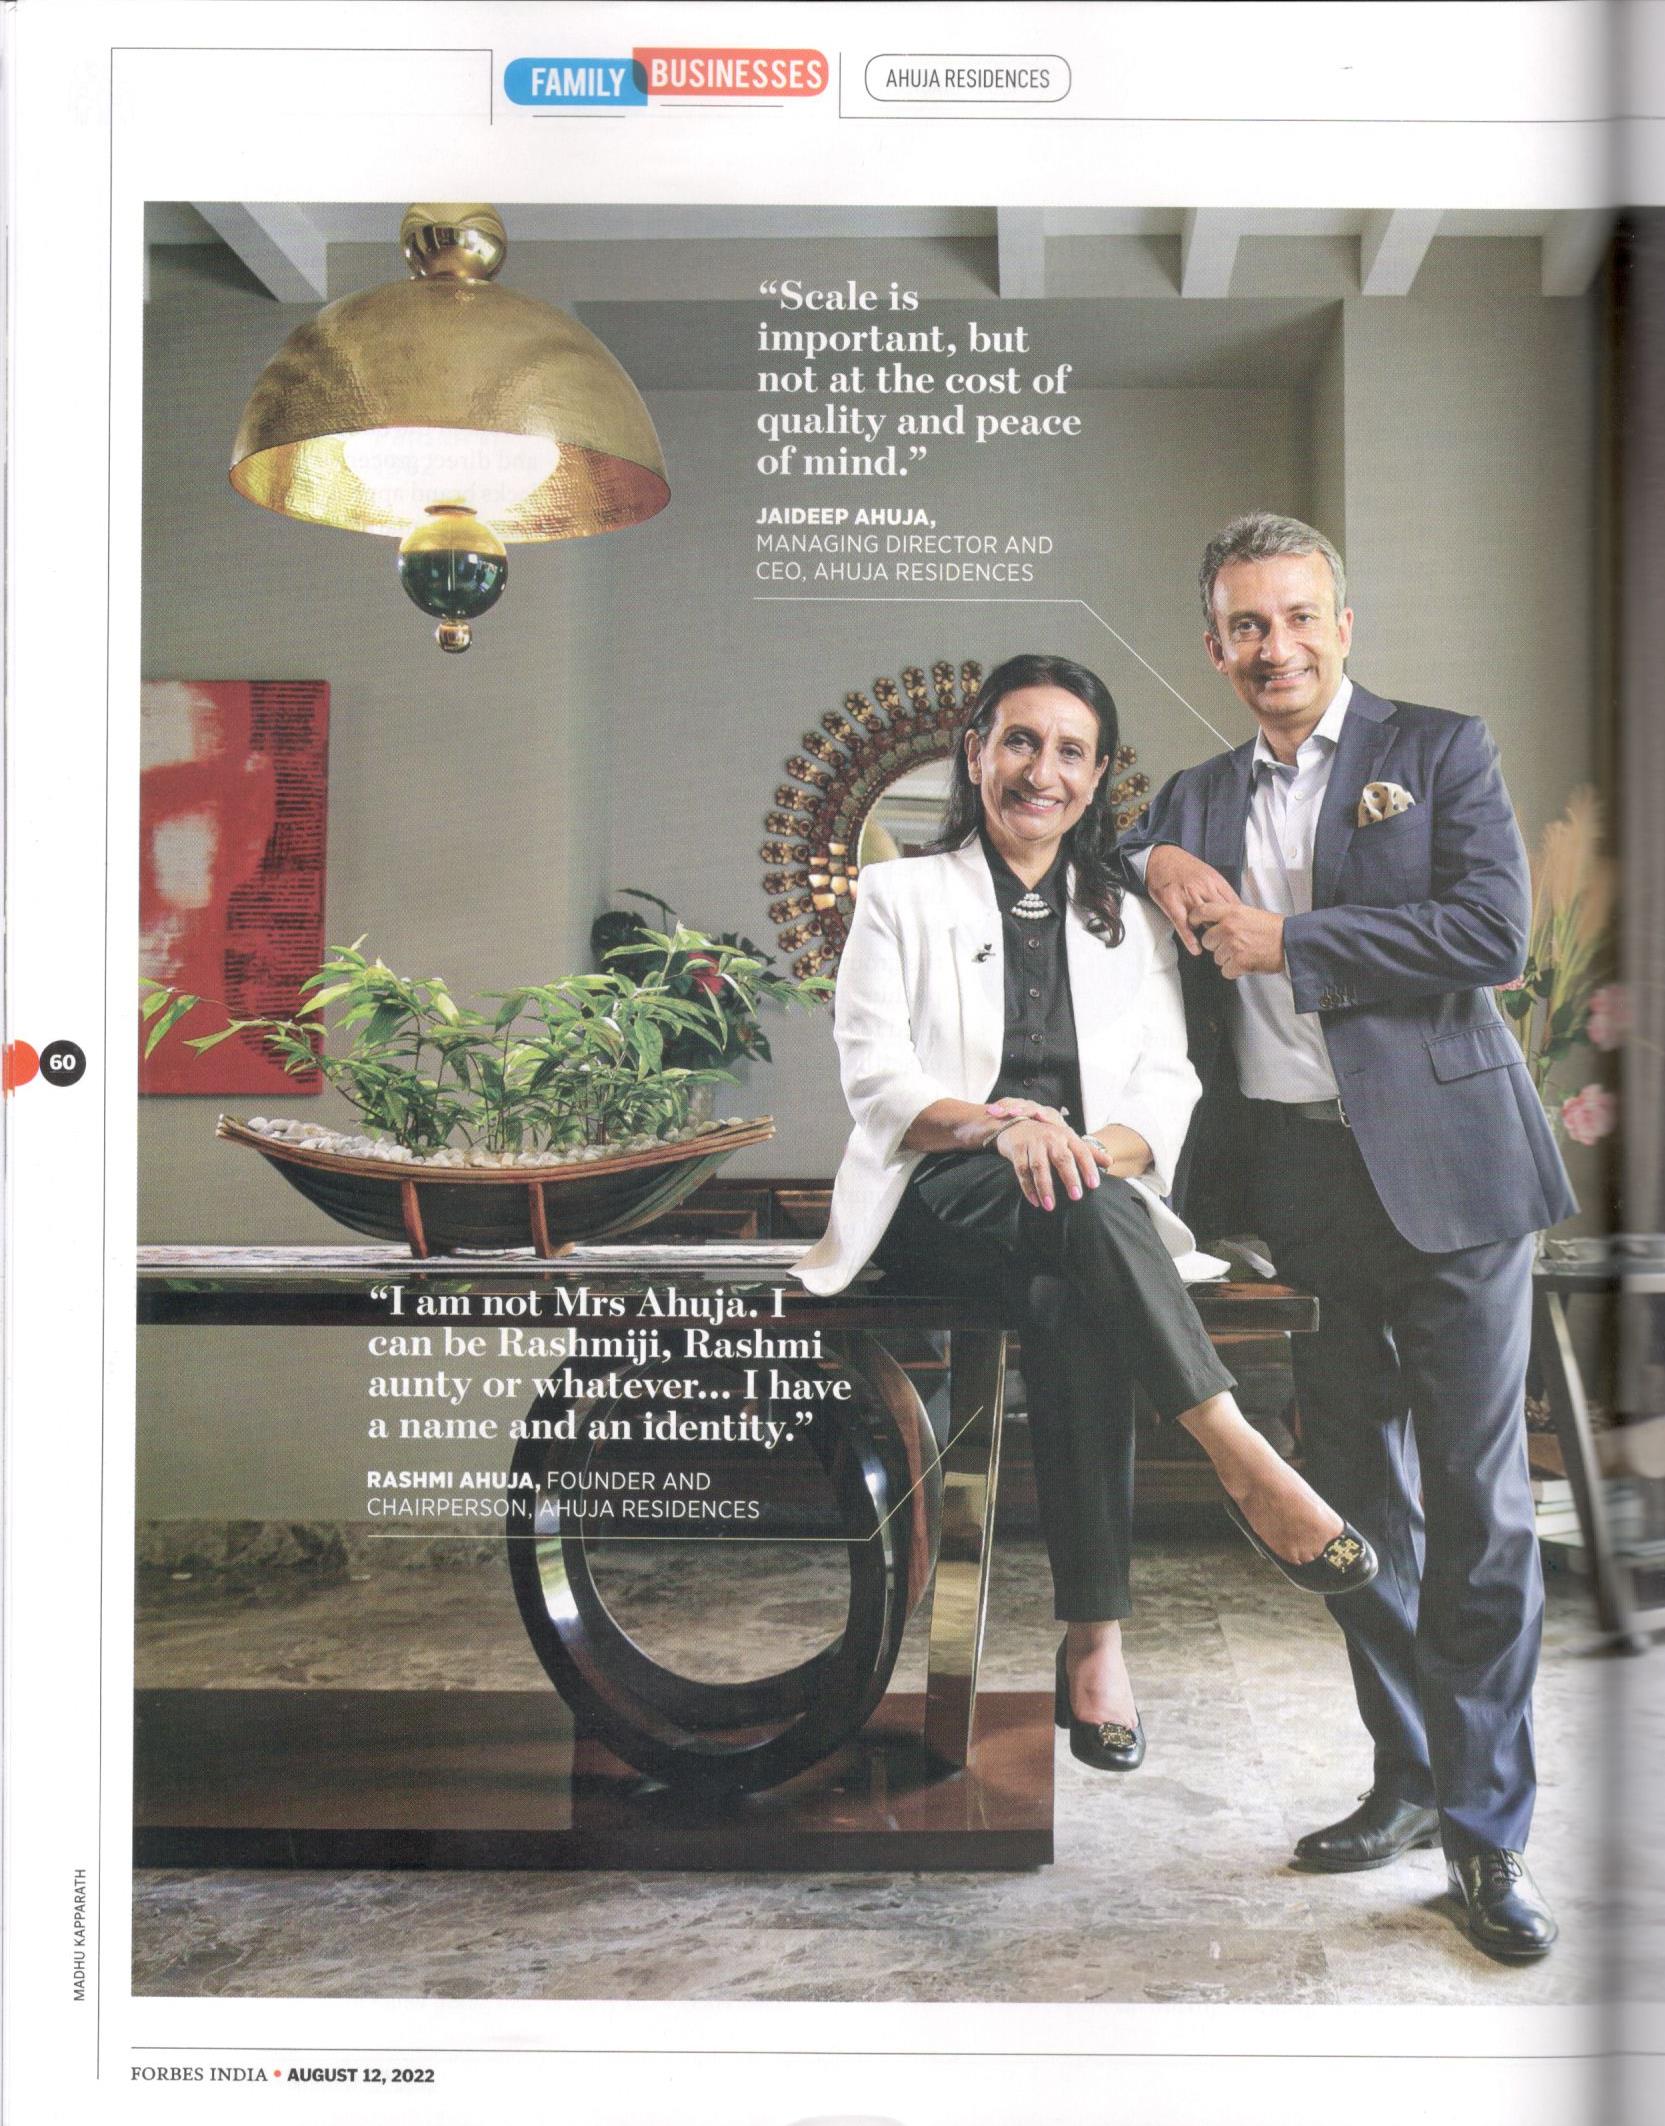 FAMILY BUSINESSES
AHUJA RESIDENCES
“Scale is
important, but
not at the cost of
quality and peace
of mind.”
JAIDEEP AHUJA,
MANAGING DIRECTOR AND
CEO, AHUJA RESIDENCES
60
“I am not Mrs Ahuja. I
can be Rashmiji, Rashmi
aunty or whatever... I have
a name and an identity.”
RASHMI AHUJA, FOUNDER AND
CHAIRPERSON, AHUJA RESIDENCES
MADHU KAPPARATH
FORBES INDIA • AUGUST 12, 2022